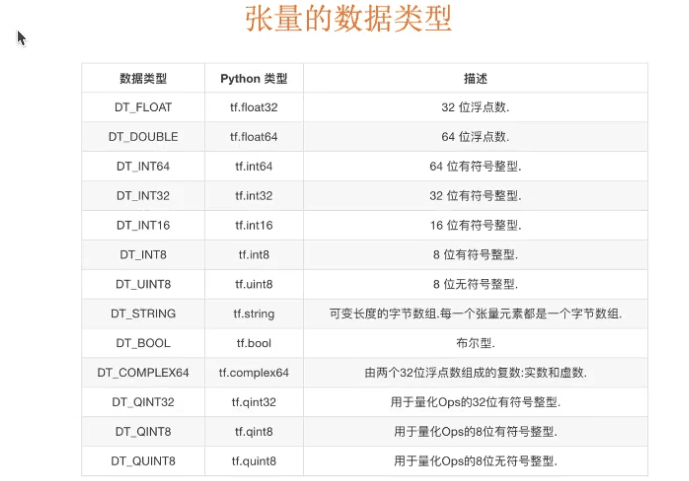 张量的数据类型
数据类型 Python 类型 描述
DT_FLOAT tf.float32 32 位浮点数.
DT_DOUBLE tf.float64 64 位浮点数.
DT_INT64 tf.int64 64 位有符号整型.
DT_INT32 tf.int32 32 位有符号整型.
DT_INT16 tf.int16 16 位有符号整型.
DT_INT8 tf.int8 8 位有符号整型.
DT_UINT8 tf.uint8 8 位无符号整型.
DT_STRING tf.string 可变长度的字节数组.每一个张量元素都是一个字节数组.
DT_BOOL tf.bool 布尔型.
DT_COMPLEX64 tf.complex64 由两个32位浮点数组成的复数:实数和虚数.
DT_QINT32 tf.qint32 用于量化Ops的32位有符号整型.
DT_QINT8 tf.qint8 用于量化Ops的8位有符号整型.
DT_QUINT8 tf.quint8 用于量化Ops的8位无符号整型.